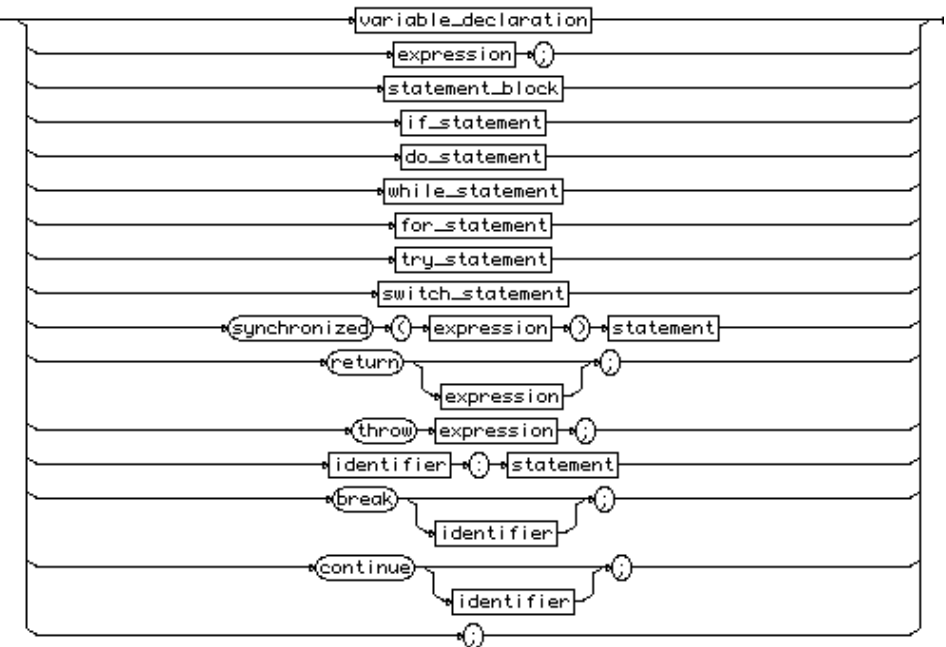 variable_declaration
expression ;
statement_block
if_statement
do_statement
while_statement
for_statement
try_statement
switch_statement
synchronized ( expression ) statement
return ;
expression
throw expression ;
identifier : statement
break ;
identifier
continue ;
identifier
;